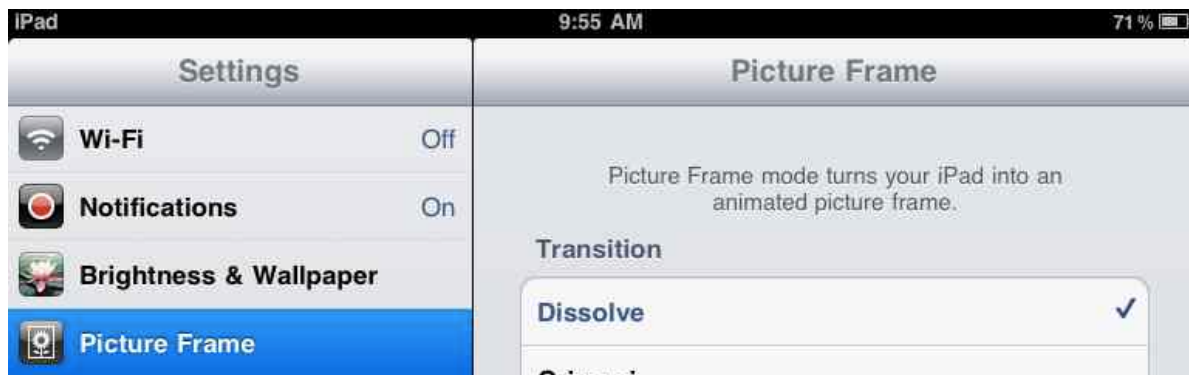 iPad 9:55 AM 71 %
Settings
Wi-Fi Off
Notifications On
Brightness & Wallpaper
Picture Frame
Picture Frame
Picture Frame mode turns your iPad into an
animated picture frame.
Transition
Dissolve